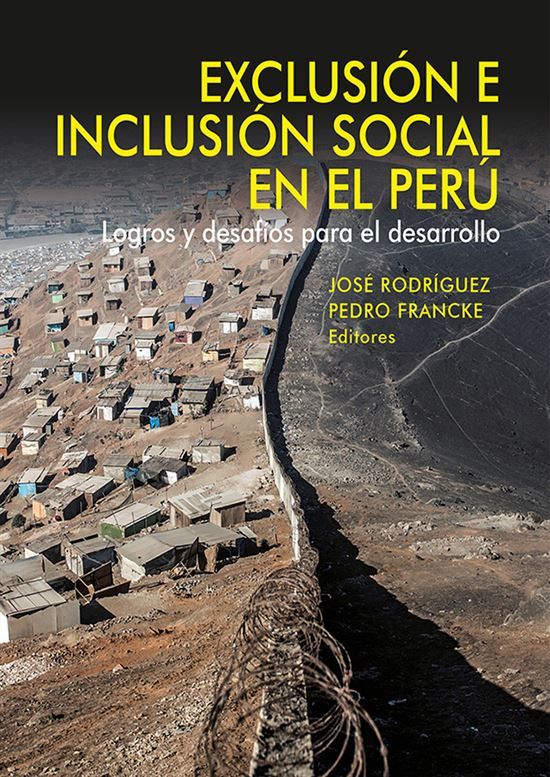 EXCLUSIÓN E
INCLUSIÓN SOCIAL
EN EL PERÚ
Logros y desafíos para el desarrollo
JOSÉ RODRÍGUEZ
PEDRO FRANCKE
Editores